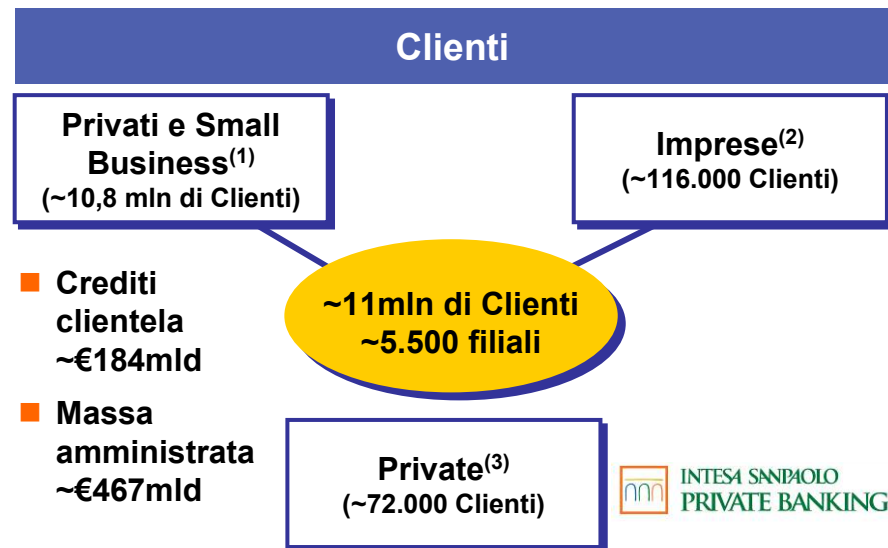 Clienti
Privati e Small
Business(1)
(~10,8 mln di Clienti)
Imprese(2)
(~116.000 Clienti)
~11mln di Clienti
~5.500 filiali
Crediti
clientela
~€184mld
Massa
amministrata
~€467mld
Private(3)
(~72.000 Clienti)
INTESA SANPAOLO
PRIVATE BANKING